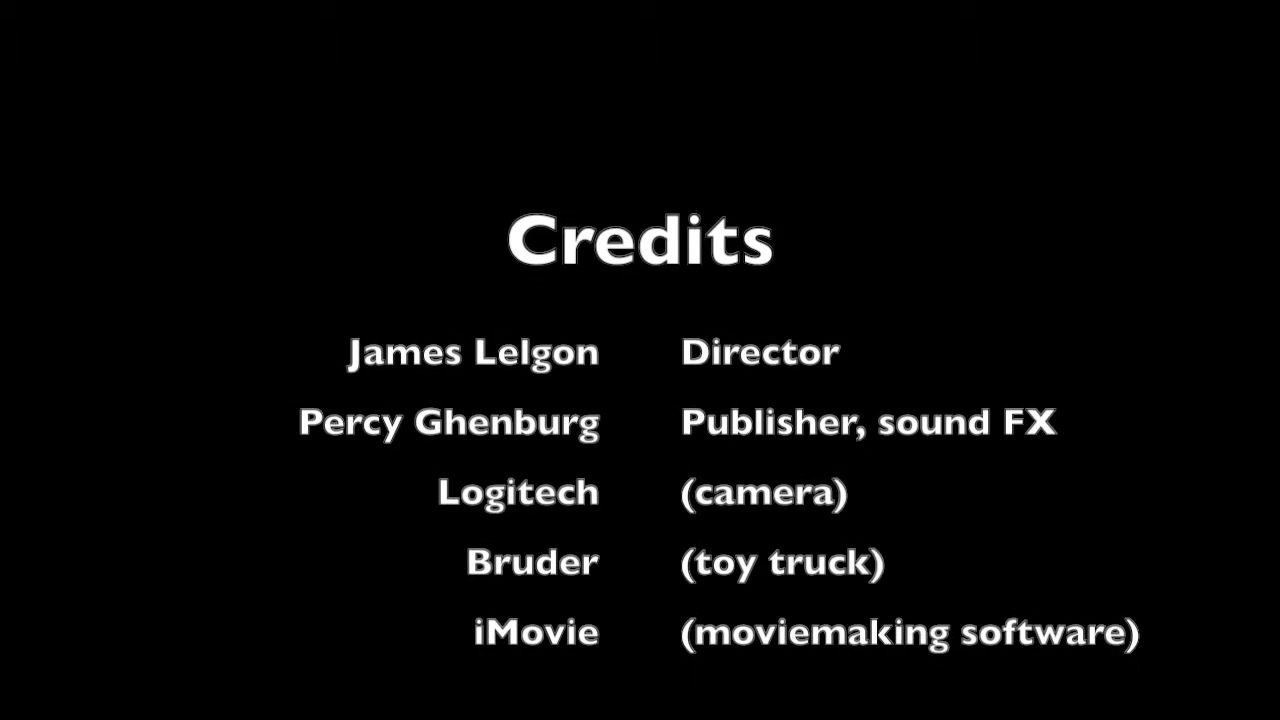 Credits
James Lelgon Director
Percy Ghenburg Publisher, sound FX
Logitech (camera)
Bruder (toy truck)
iMovie (moviemaking software)